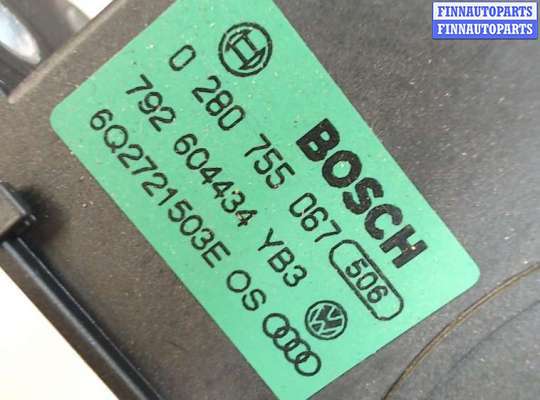 FINNAUTOPARTS
FINNAUTOPARTS
BOSCH
0 280 755 067 506
792 604434 YB3
6Q2721503E OS